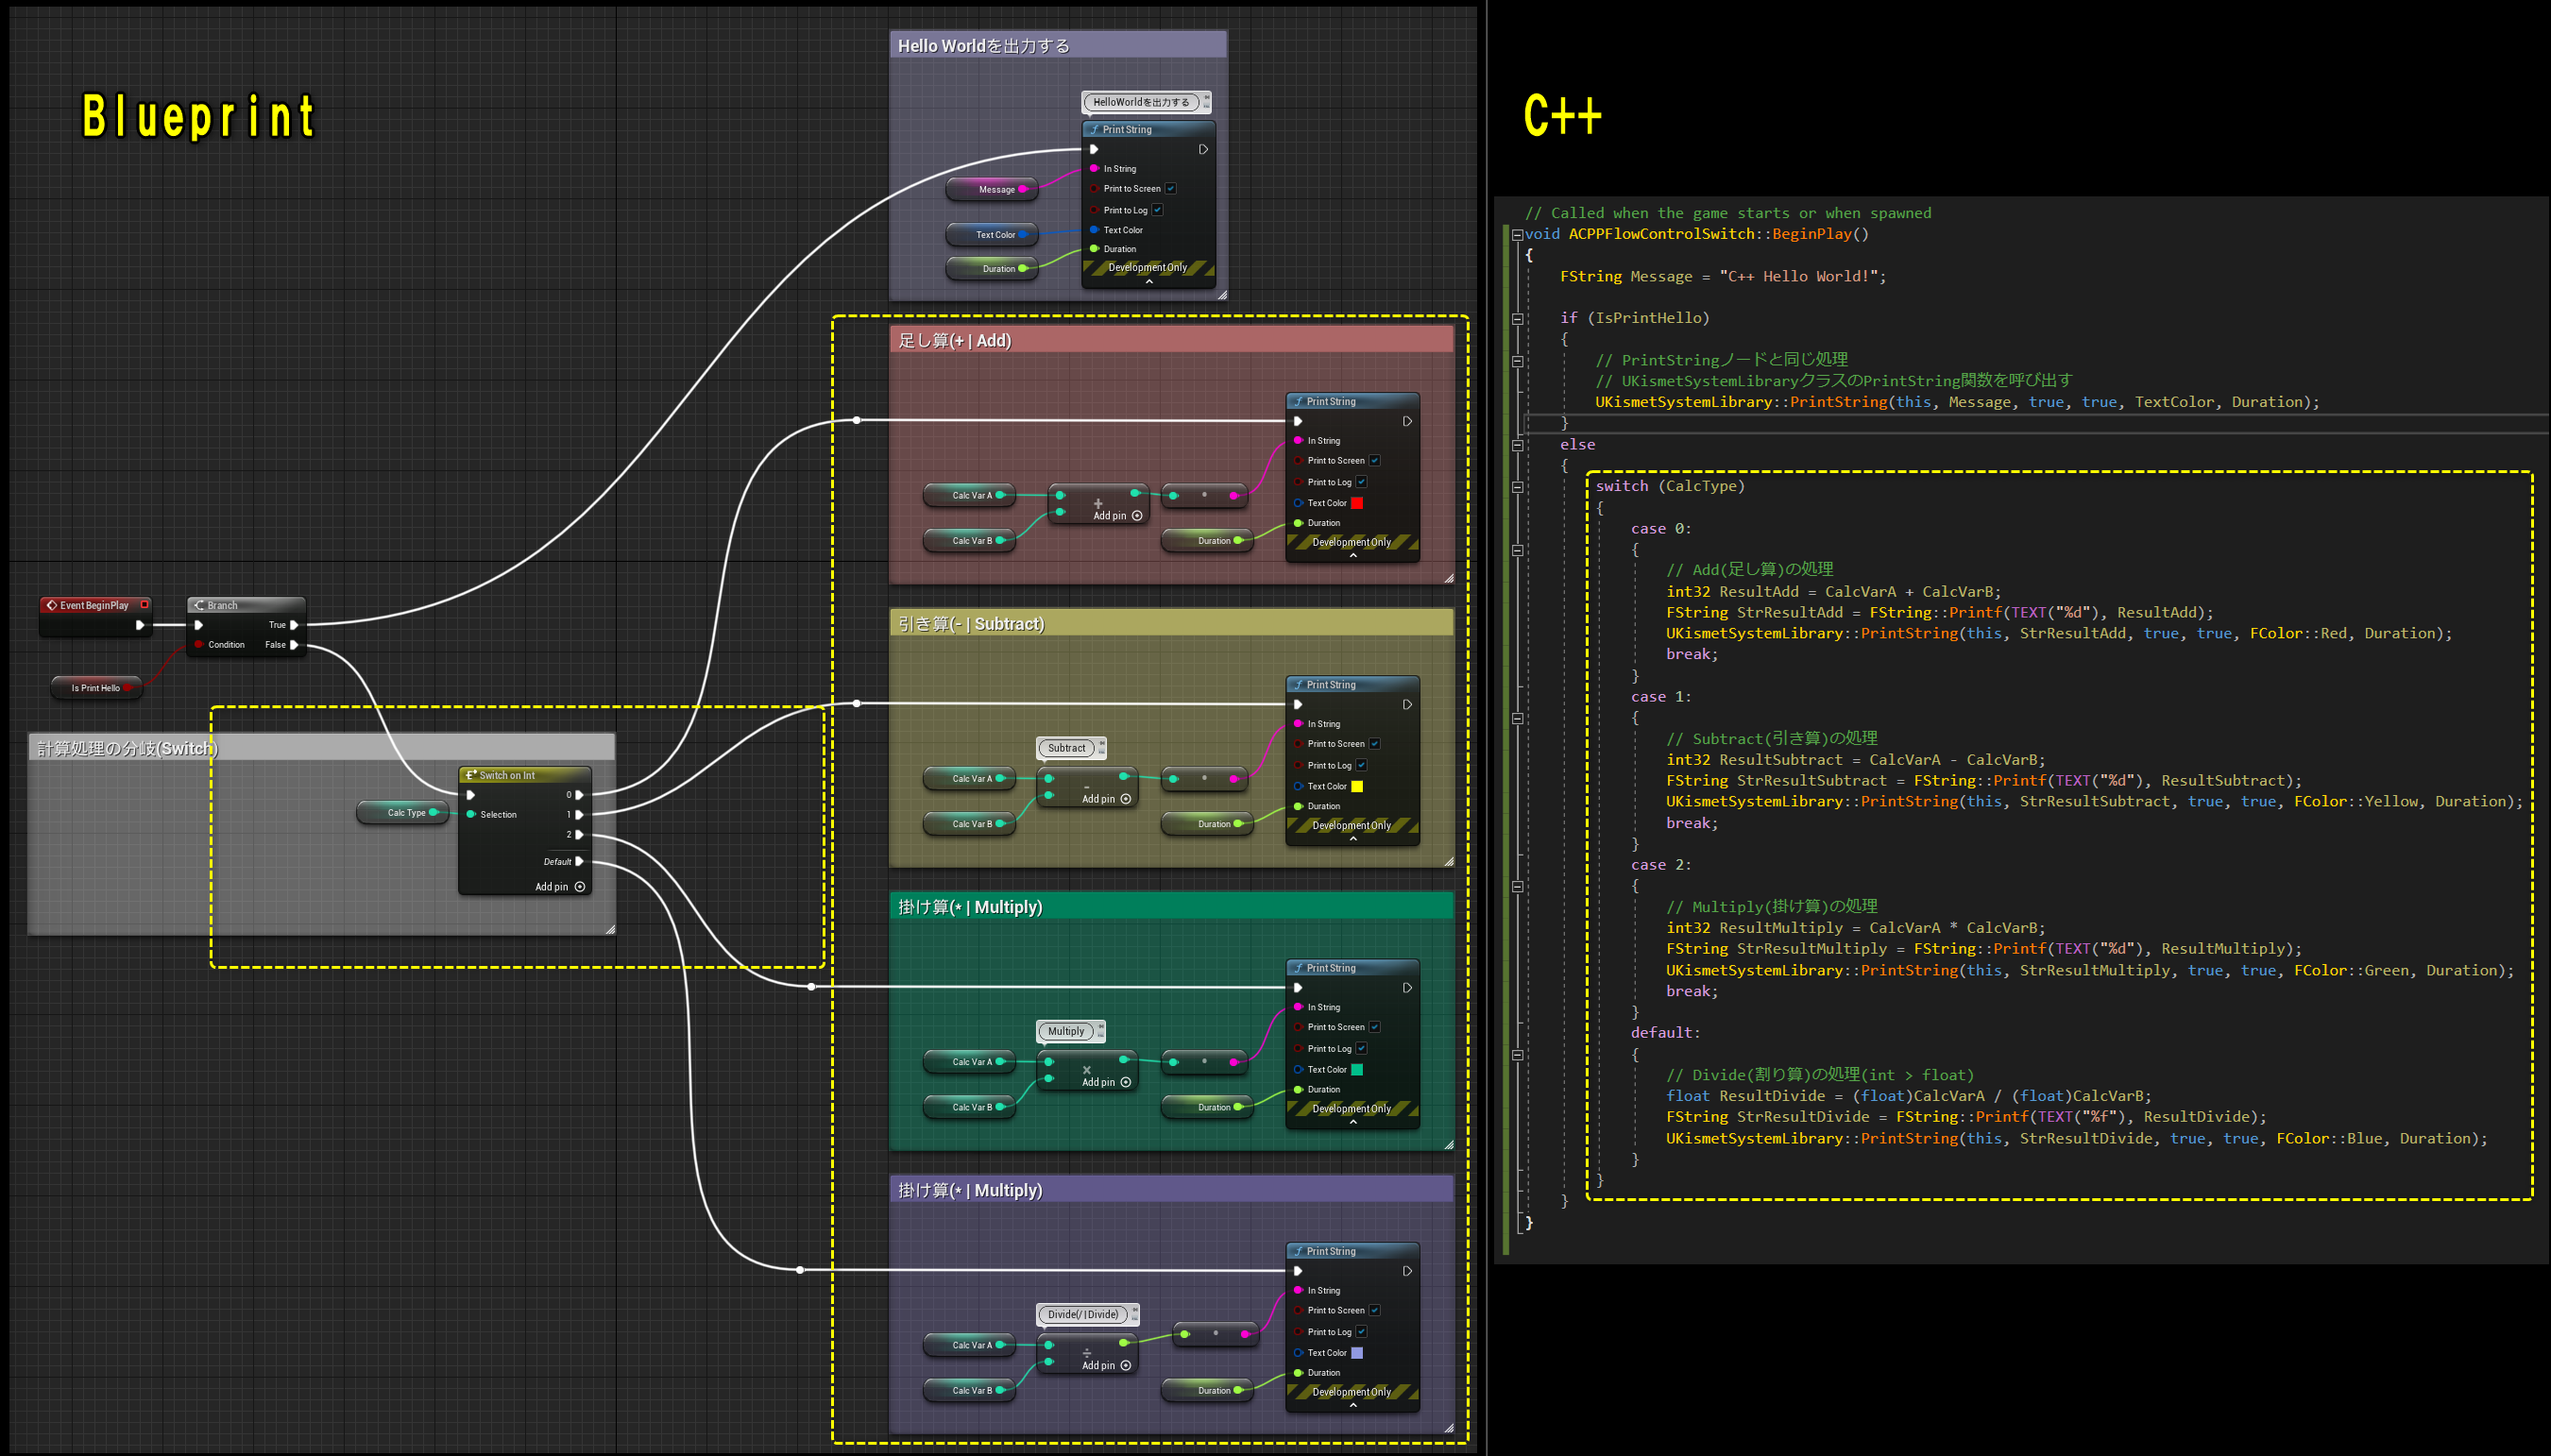 Blueprint
Hello Worldを出力する
HelloWorldを出力する
Print String
In String
Message
Print to Screen
Print to Log
Text Color
Text Color
Duration
Duration
Development Only
足し算(+ | Add)
Print String
In String
Print to Screen
Print to Log
Calc Var A
+
Add pin
Text Color
Duration
Calc Var B
Duration
Development Only
Event BeginPlay
Branch
True
Condition
False
Is Print Hello
引き算(- | Subtract)
Print String
In String
Subtract
Print to Screen
Print to Log
Calc Var A
-
Add pin
Text Color
Duration
Calc Var B
Duration
Development Only
計算処理の分岐(Switch)
Switch on Int
0
Calc Type
Selection
1
2
Default
Add pin
掛け算(* | Multiply)
Print String
In String
Multiply
Print to Screen
Print to Log
Calc Var A
×
Add pin
Text Color
Duration
Calc Var B
Duration
Development Only
掛け算(* | Multiply)
Print String
In String
Divide(/ | Divide)
Print to Screen
Print to Log
Calc Var A
÷
Add pin
Text Color
Duration
Calc Var B
Duration
Development Only
C++
// Called when the game starts or when spawned
void ACPPFlowControlSwitch::BeginPlay()
{
FString Message = "C++ Hello World!";
if (IsPrintHello)
{
// PrintStringノードと同じ処理
// UKismetSystemLibraryクラスのPrintString関数を呼び出す
UKismetSystemLibrary::PrintString(this, Message, true, true, TextColor, Duration);
}
else
{
switch (CalcType)
{
case 0:
{
// Add(足し算)の処理
int32 ResultAdd = CalcVarA + CalcVarB;
FString StrResultAdd = FString::Printf(TEXT("%d"), ResultAdd);
UKismetSystemLibrary::PrintString(this, StrResultAdd, true, true, FColor::Red, Duration);
break;
}
case 1:
{
// Subtract(引き算)の処理
int32 ResultSubtract = CalcVarA - CalcVarB;
FString StrResultSubtract = FString::Printf(TEXT("%d"), ResultSubtract);
UKismetSystemLibrary::PrintString(this, StrResultSubtract, true, true, FColor::Yellow, Duration);
break;
}
case 2:
{
// Multiply(掛け算)の処理
int32 ResultMultiply = CalcVarA * CalcVarB;
FString StrResultMultiply = FString::Printf(TEXT("%d"), ResultMultiply);
UKismetSystemLibrary::PrintString(this, StrResultMultiply, true, true, FColor::Green, Duration);
break;
}
default:
{
// Divide(割り算)の処理(int > float)
float ResultDivide = (float)CalcVarA / (float)CalcVarB;
FString StrResultDivide = FString::Printf(TEXT("%f"), ResultDivide);
UKismetSystemLibrary::PrintString(this, StrResultDivide, true, true, FColor::Blue, Duration);
}
}
}
}